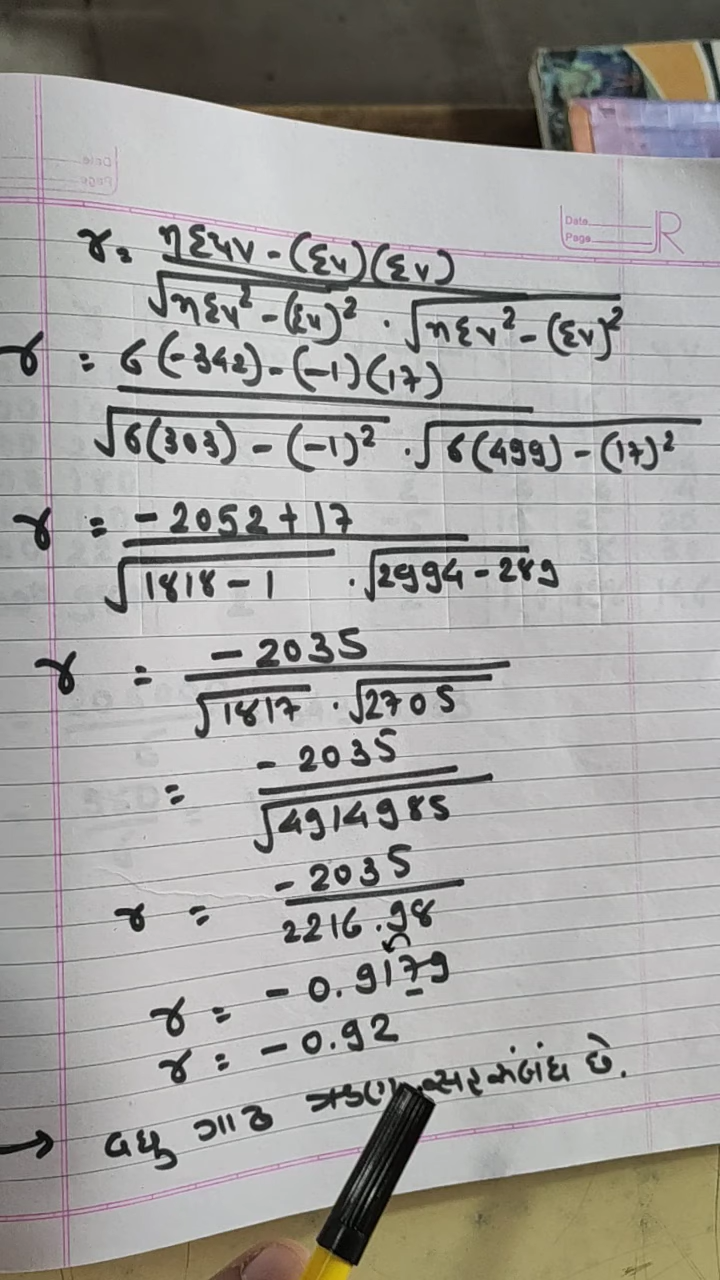 Date
Page
R
r = nΣuv - (Σu)(Σv) / √nΣu² - (Σu)² · √nΣv² - (Σv)²
r = 6(-342) - (-1)(17) / √6(303) - (-1)² · √6(499) - (17)²
r = -2052 + 17 / √1818 - 1 · √2994 - 289
r = -2035 / √1817 · √2705
= -2035 / √4914985
r = -2035 / 2216.98
r = -0.9179
r = -0.92
→ વધુ ગાઢ છે.